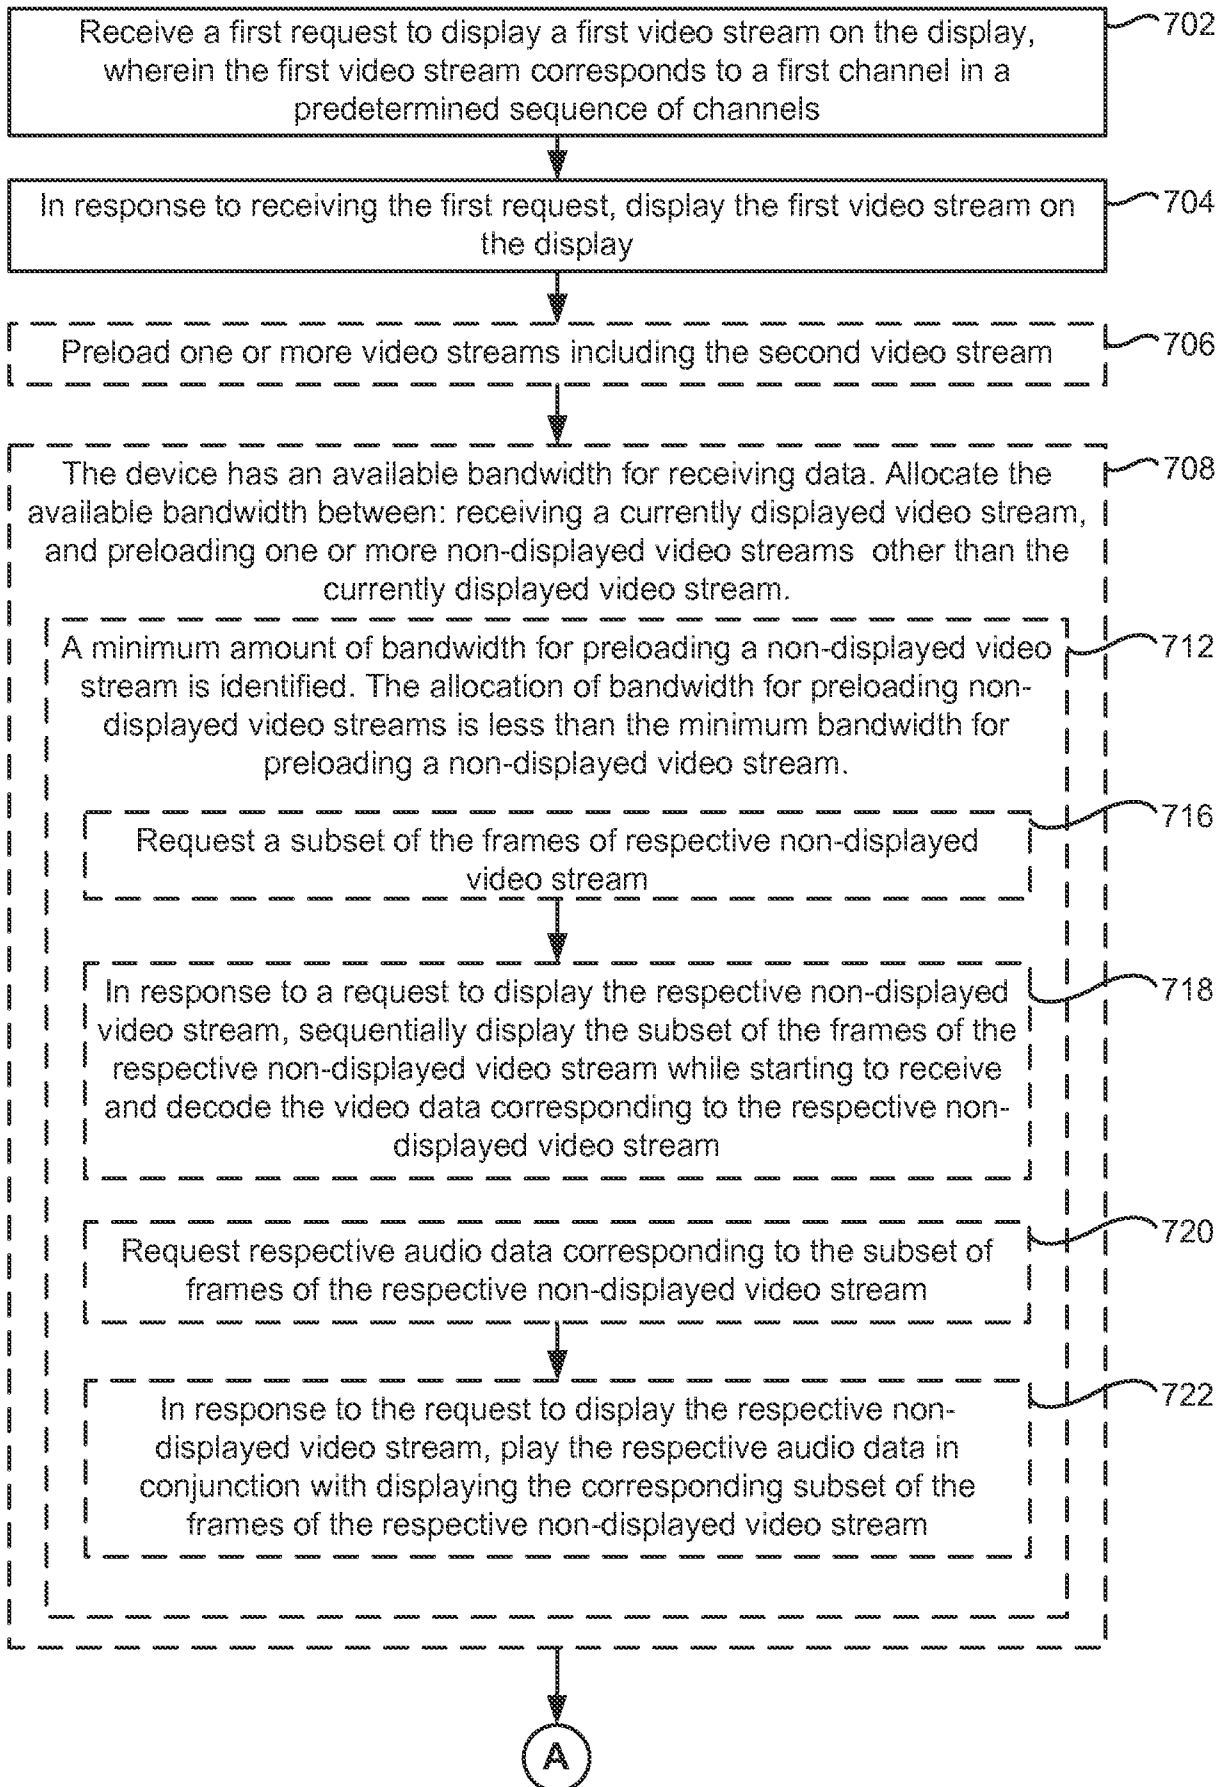 Receive a first request to display a first video stream on the display,
wherein the first video stream corresponds to a first channel in a
predetermined sequence of channels
702
In response to receiving the first request, display the first video stream on
the display
704
Preload one or more video streams including the second video stream
706
The device has an available bandwidth for receiving data. Allocate the
available bandwidth between: receiving a currently displayed video stream,
and preloading one or more non-displayed video streams other than the
currently displayed video stream.
708
A minimum amount of bandwidth for preloading a non-displayed video
stream is identified. The allocation of bandwidth for preloading non-
displayed video streams is less than the minimum bandwidth for
preloading a non-displayed video stream.
712
Request a subset of the frames of respective non-displayed
video stream
716
In response to a request to display the respective non-displayed
video stream, sequentially display the subset of the frames of the
respective non-displayed video stream while starting to receive
and decode the video data corresponding to the respective non-
displayed video stream
718
Request respective audio data corresponding to the subset of
frames of the respective non-displayed video stream
720
In response to the request to display the respective non-
displayed video stream, play the respective audio data in
conjunction with displaying the corresponding subset of the
frames of the respective non-displayed video stream
722
A